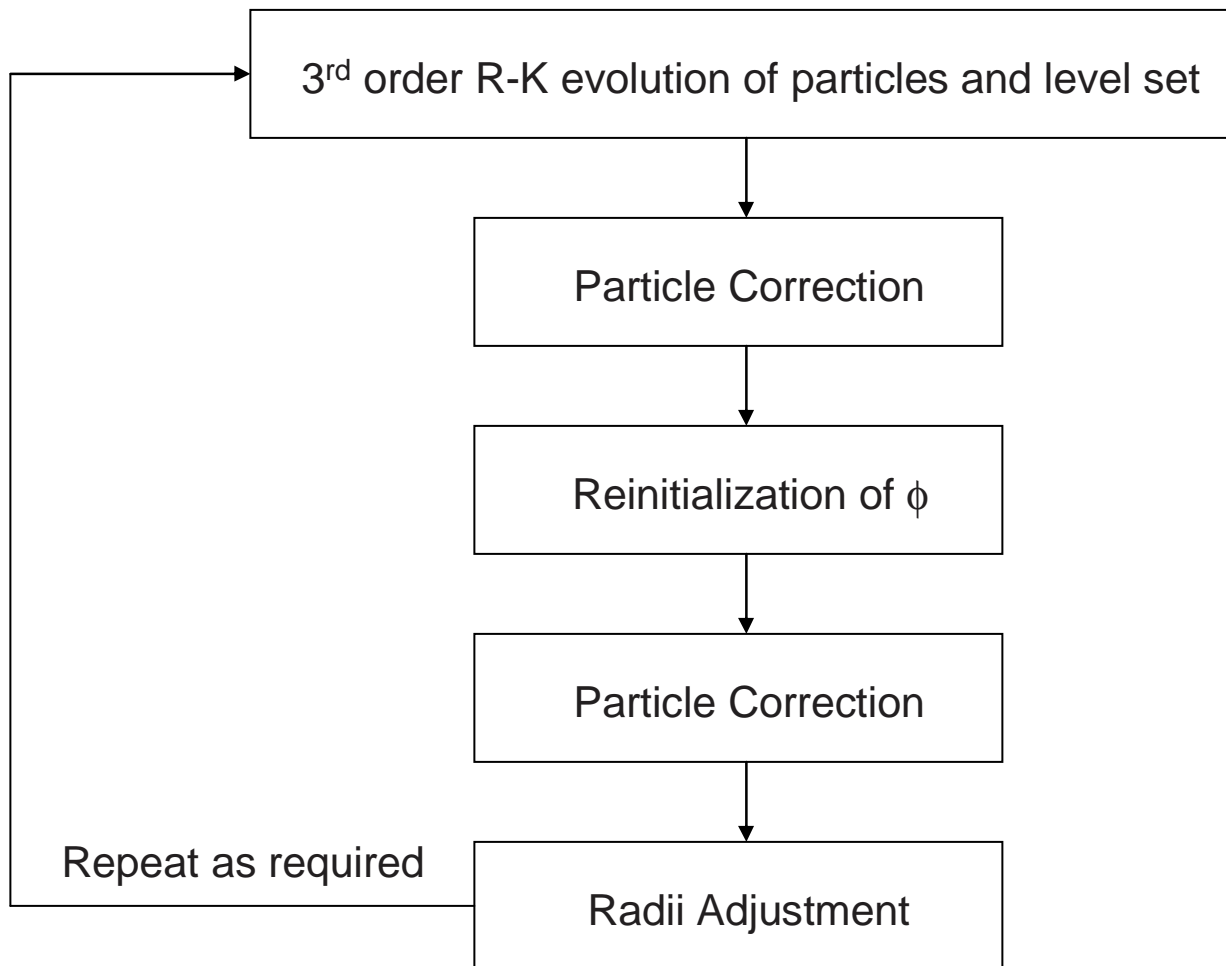 3rd order R-K evolution of particles and level set
Particle Correction
Reinitialization of ϕ
Particle Correction
Repeat as required
Radii Adjustment